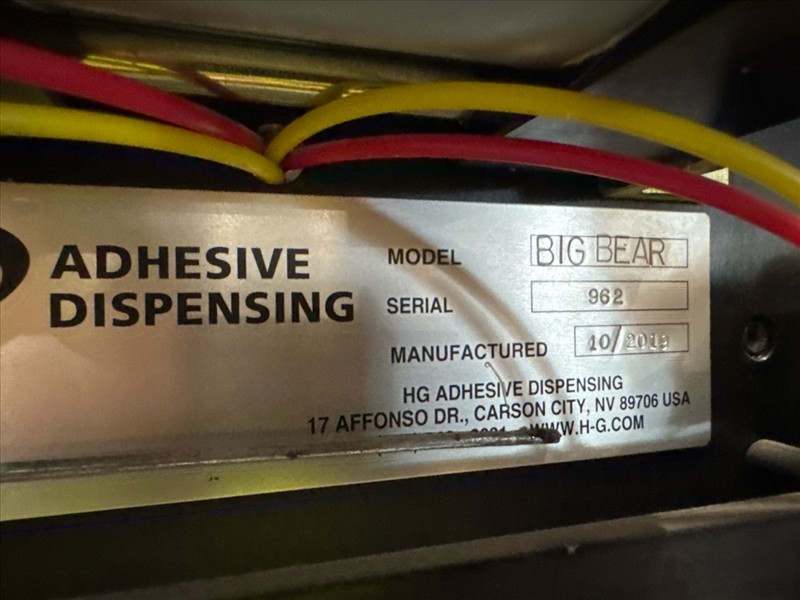 ADHESIVE
DISPENSING
MODEL BIG BEAR
SERIAL 962
MANUFACTURED 10/2019
HG ADHESIVE DISPENSING
17 AFFONSO DR., CARSON CITY, NV 89706 USA
WWW.H-G.COM